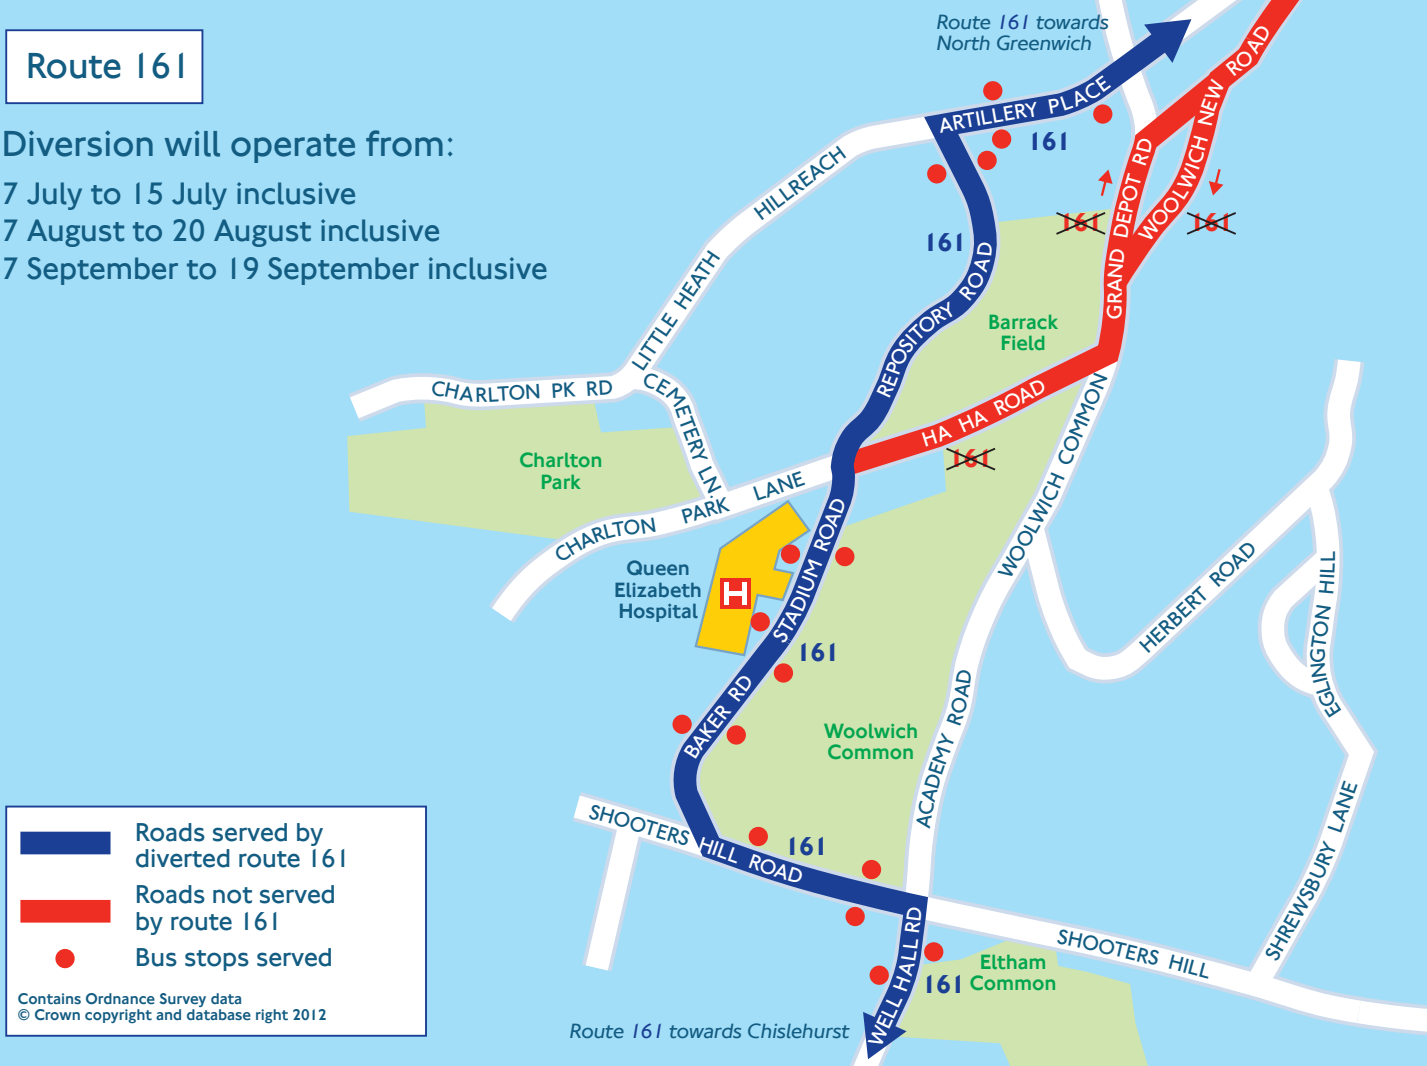 Route 161
Diversion will operate from:
7 July to 15 July inclusive
7 August to 20 August inclusive
7 September to 19 September inclusive
Route 161 towards
North Greenwich
ARTILLERY PLACE
161
HILLREACH
LITTLE HEATH
161
REPOSITORY ROAD
GRAND DEPOT RD
WOOLWICH NEW ROAD
161
161
Barrack
Field
CHARLTON PK RD
CEMETERY LN.
HA HA ROAD
161
Charlton
Park
CHARLTON PARK LANE
WOOLWICH COMMON
Queen
Elizabeth
Hospital
H
STADIUM ROAD
161
HERBERT ROAD
EGLINGTON HILL
BAKER RD
Woolwich
Common
ACADEMY ROAD
SHREWSBURY LANE
SHOOTERS HILL ROAD
161
WELL HALL RD
SHOOTERS HILL
161
Eltham
Common
Route 161 towards Chislehurst
Roads served by
diverted route 161
Roads not served
by route 161
Bus stops served
Contains Ordnance Survey data
© Crown copyright and database right 2012